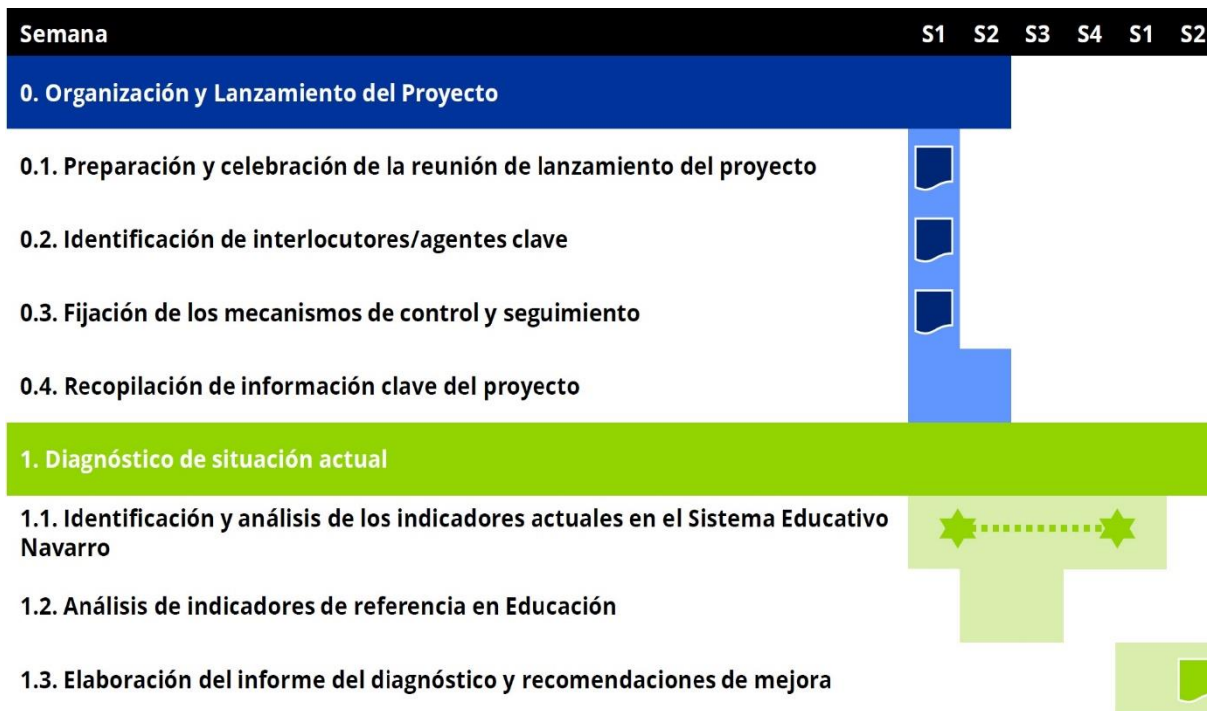 Semana S1 S2 S3 S4 S1 S2
0. Organización y Lanzamiento del Proyecto
0.1. Preparación y celebración de la reunión de lanzamiento del proyecto
0.2. Identificación de interlocutores/agentes clave
0.3. Fijación de los mecanismos de control y seguimiento
0.4. Recopilación de información clave del proyecto
1. Diagnóstico de situación actual
1.1. Identificación y análisis de los indicadores actuales en el Sistema Educativo
Navarro
1.2. Análisis de indicadores de referencia en Educación
1.3. Elaboración del informe del diagnóstico y recomendaciones de mejora